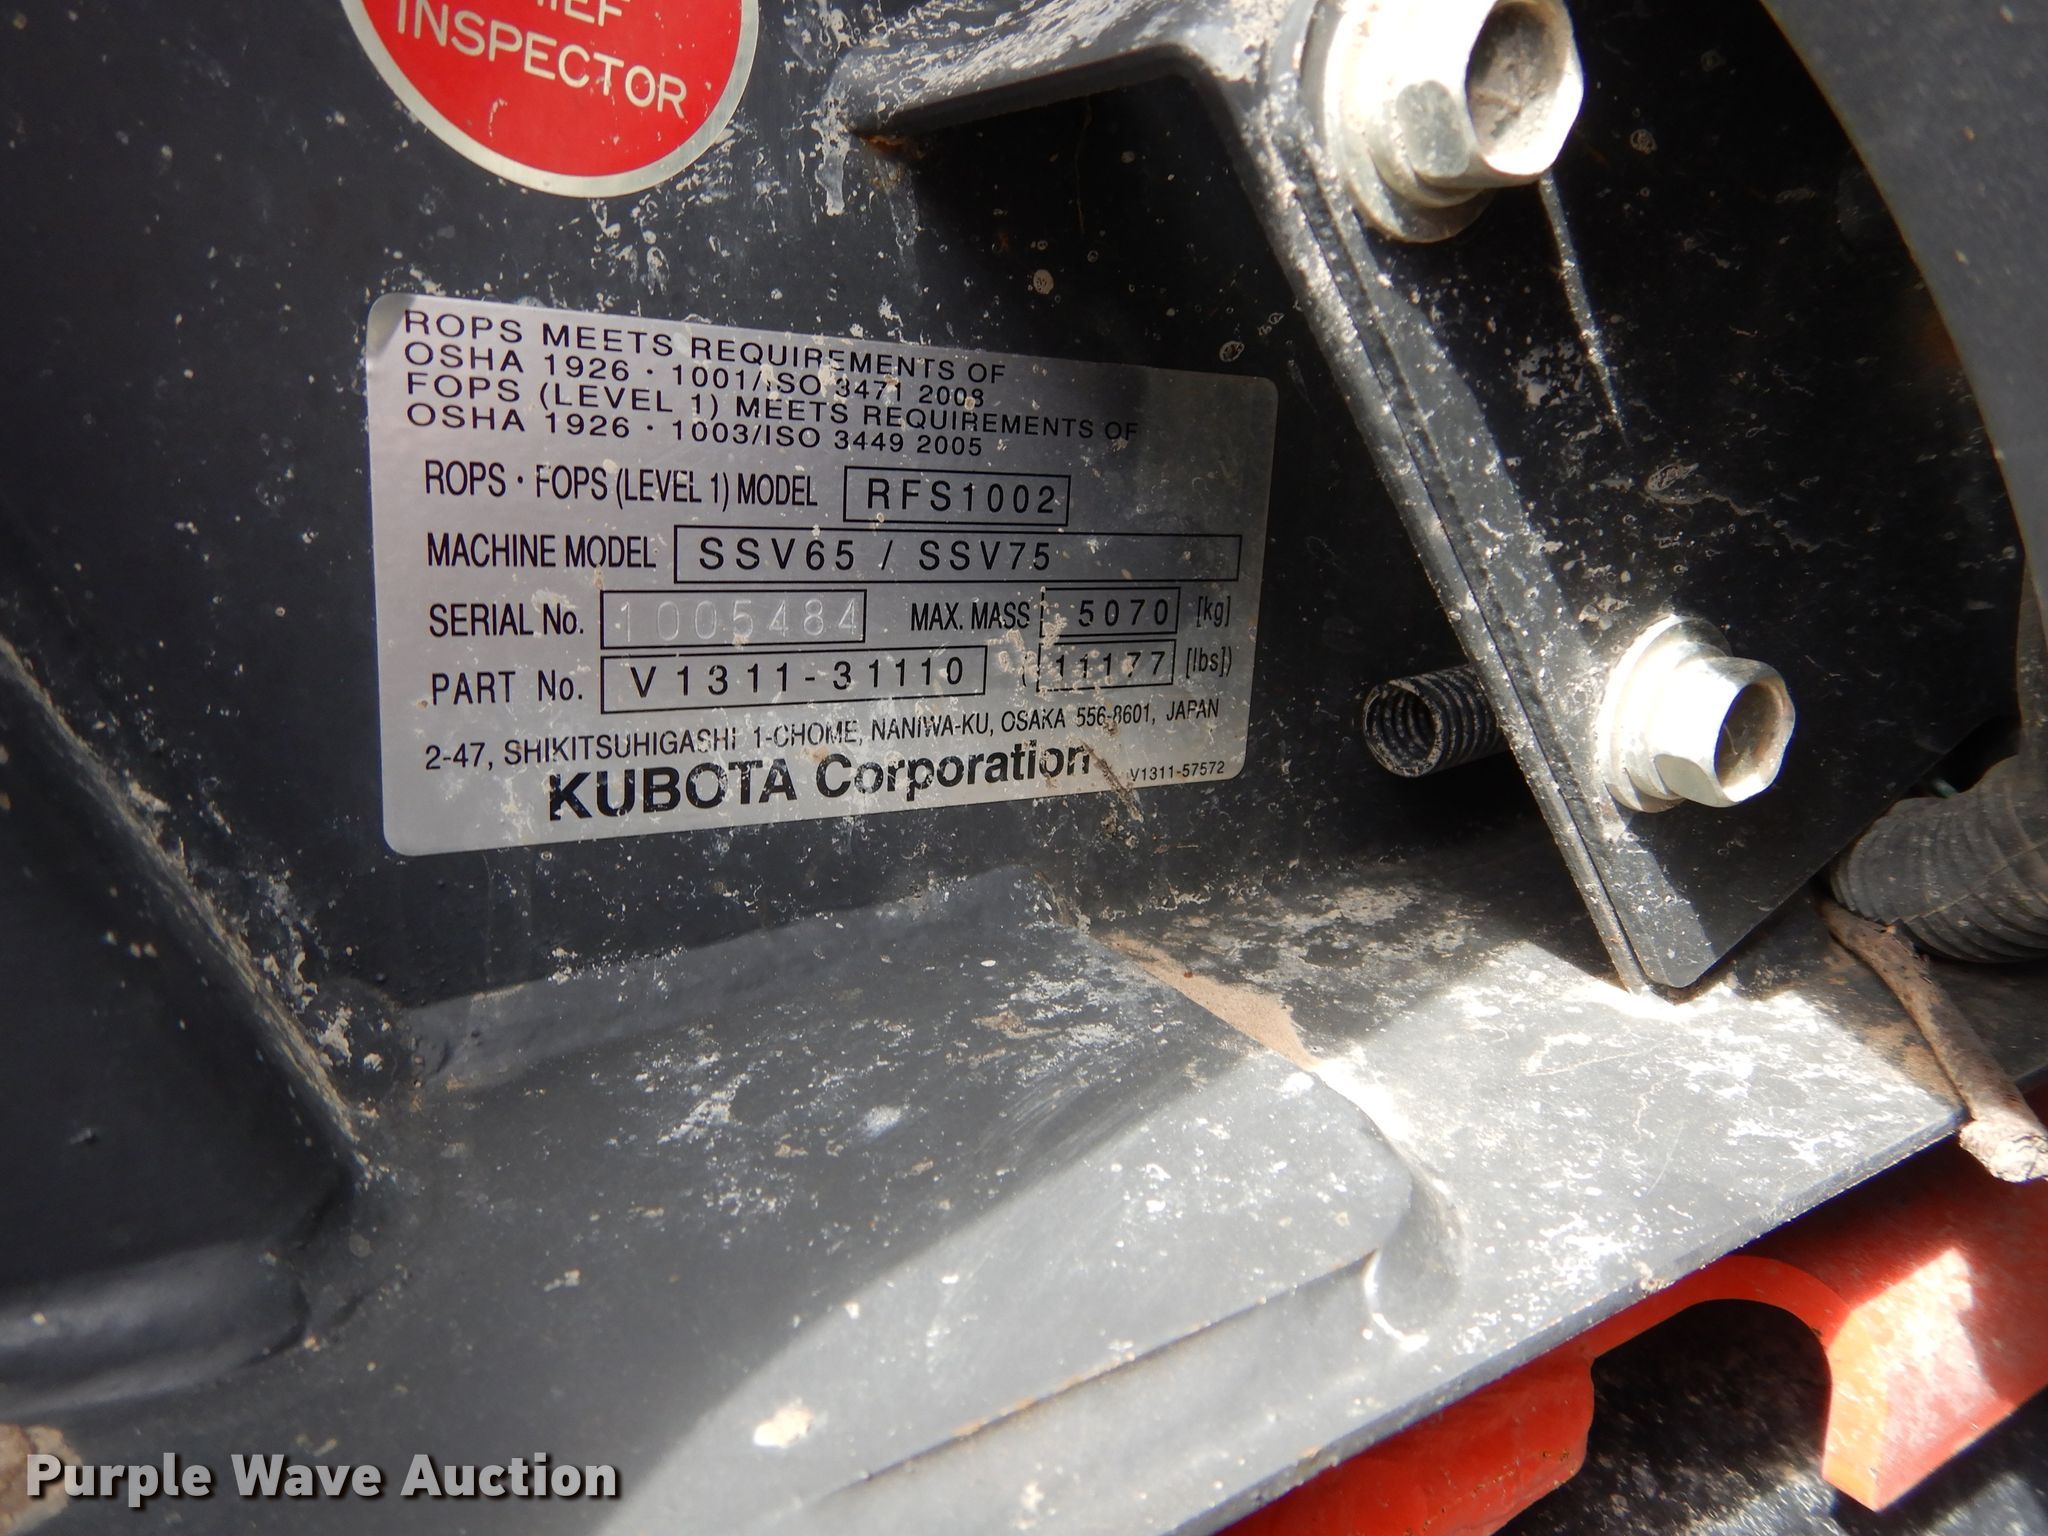 INSPECTOR
ROPS MEETS REQUIREMENTS OF
OSHA 1926 · 1001/ISO 3471 2008
FOPS (LEVEL 1) MEETS REQUIREMENTS OF
OSHA 1926 · 1003/ISO 3449 2005
ROPS · FOPS (LEVEL 1) MODEL RFS1002
MACHINE MODEL SSV65 / SSV75
SERIAL No. 1005484 MAX. MASS 5070 [kg]
PART No. V1311-31110 (11177 [lbs])
2-47, SHIKITSUHIGASHI 1-CHOME, NANIWA-KU, OSAKA 556-8601, JAPAN
KUBOTA Corporation V1311-57572
Purple Wave Auction